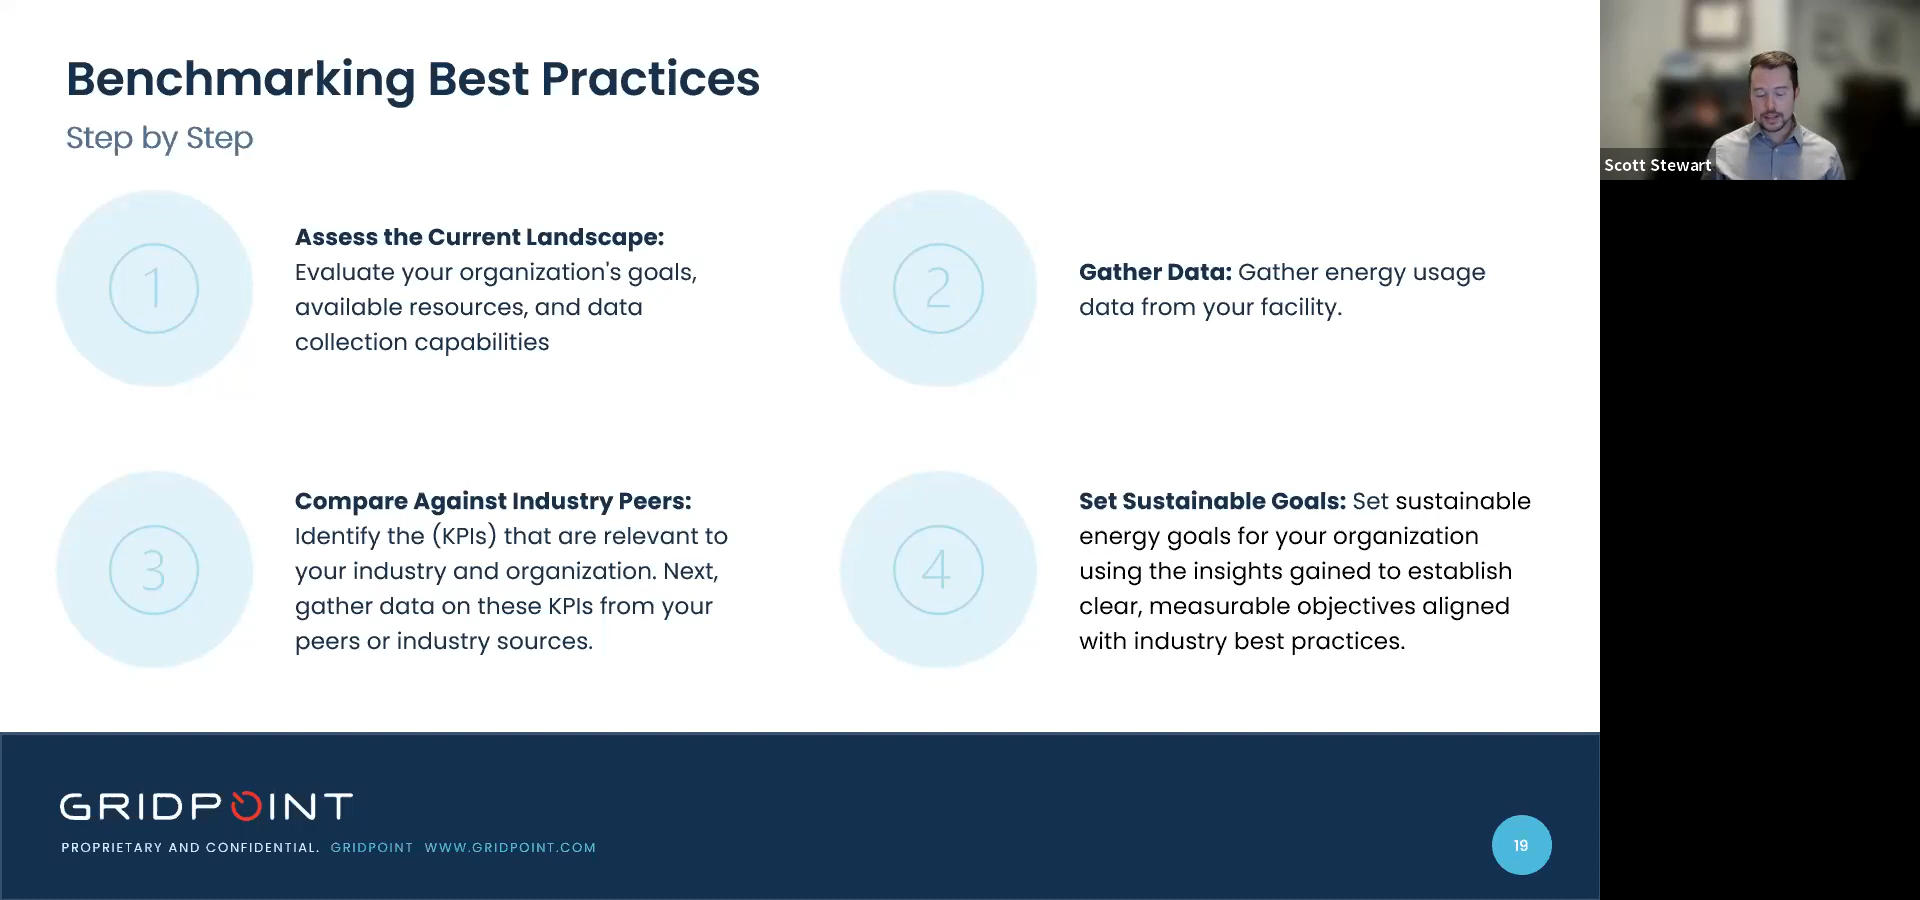 Benchmarking Best Practices
Step by Step
1
Assess the Current Landscape:
Evaluate your organization's goals,
available resources, and data
collection capabilities
2
Gather Data: Gather energy usage
data from your facility.
3
Compare Against Industry Peers:
Identify the (KPIs) that are relevant to
your industry and organization. Next,
gather data on these KPIs from your
peers or industry sources.
4
Set Sustainable Goals: Set sustainable
energy goals for your organization
using the insights gained to establish
clear, measurable objectives aligned
with industry best practices.
GRIDPOINT
PROPRIETARY AND CONFIDENTIAL. GRIDPOINT WWW.GRIDPOINT.COM
19
Scott Stewart